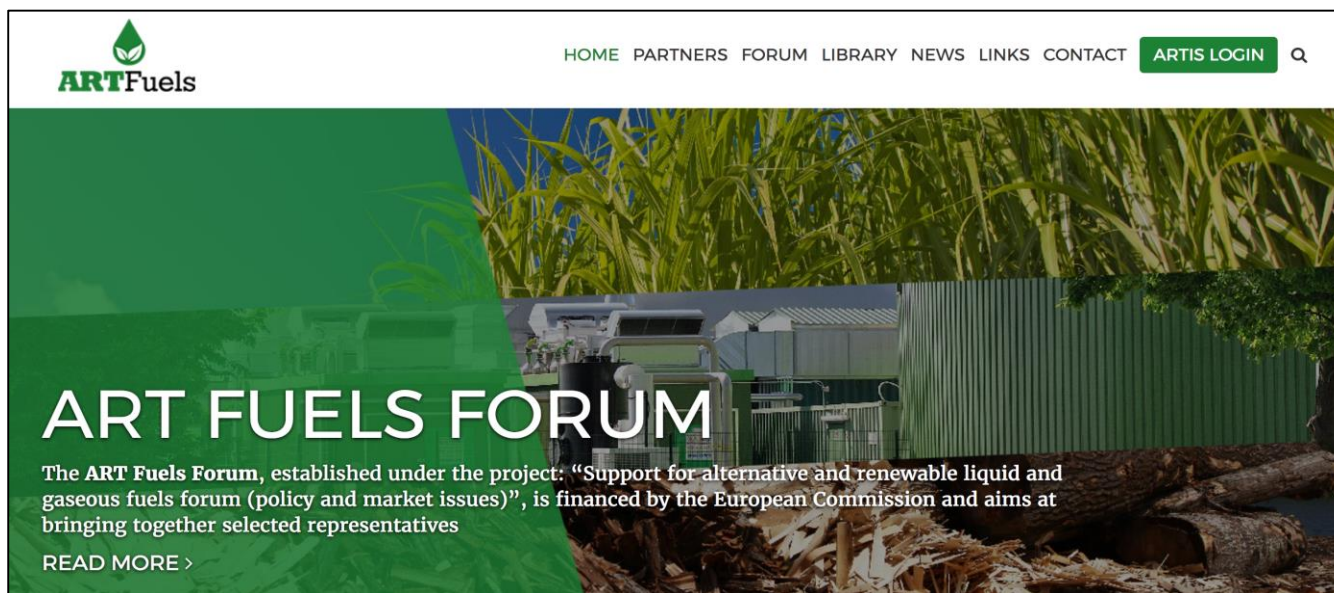 ARTFuels
HOME PARTNERS FORUM LIBRARY NEWS LINKS CONTACT ARTIS LOGIN
ART FUELS FORUM
The ART Fuels Forum, established under the project: “Support for alternative and renewable liquid and
gaseous fuels forum (policy and market issues)”, is financed by the European Commission and aims at
bringing together selected representatives
READ MORE >